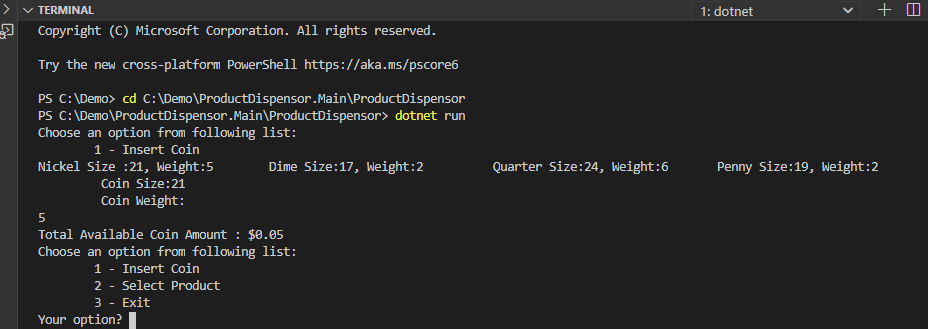 TERMINAL
1: dotnet
Copyright (C) Microsoft Corporation. All rights reserved.
Try the new cross-platform PowerShell https://aka.ms/pscore6
PS C:\Demo> cd C:\Demo\ProductDispensor.Main\ProductDispensor
PS C:\Demo\ProductDispensor.Main\ProductDispensor> dotnet run
Choose an option from following list:
1 - Insert Coin
Nickel Size :21, Weight:5 Dime Size:17, Weight:2 Quarter Size:24, Weight:6 Penny Size:19, Weight:2
Coin Size:21
Coin Weight:
5
Total Available Coin Amount : $0.05
Choose an option from following list:
1 - Insert Coin
2 - Select Product
3 - Exit
Your option?